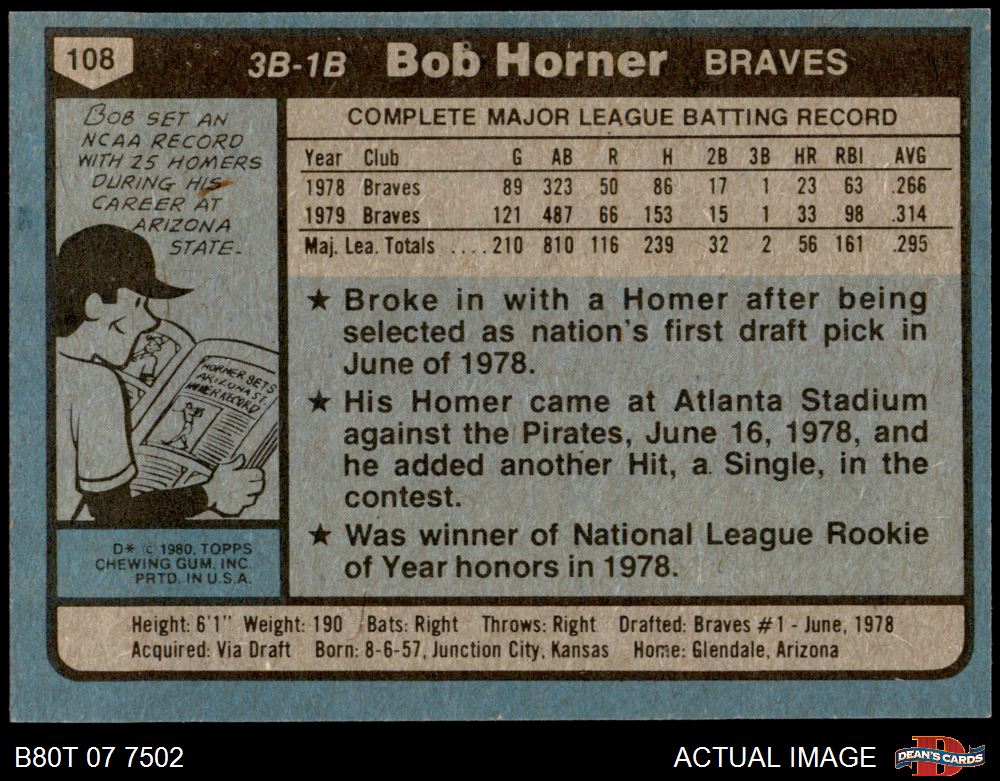 108
3B-1B Bob Horner BRAVES
BOB SET AN
NCAA RECORD
WITH 25 HOMERS
DURING HIS
CAREER AT
ARIZONA
STATE.
HORNER SETS
ARIZONA ST.
HOMER RECORD
D* © 1980, TOPPS
CHEWING GUM, INC.
PRTD. IN U.S.A.
COMPLETE MAJOR LEAGUE BATTING RECORD
Year Club G AB R H 2B 3B HR RBI AVG
1978 Braves 89 323 50 86 17 1 23 63 .266
1979 Braves 121 487 66 153 15 1 33 98 .314
Maj. Lea. Totals ....210 810 116 239 32 2 56 161 .295
★ Broke in with a Homer after being
selected as nation's first draft pick in
June of 1978.
★ His Homer came at Atlanta Stadium
against the Pirates, June 16, 1978, and
he added another Hit, a Single, in the
contest.
★ Was winner of National League Rookie
of Year honors in 1978.
Height: 6'1" Weight: 190 Bats: Right Throws: Right Drafted: Braves #1 - June, 1978
Acquired: Via Draft Born: 8-6-57, Junction City, Kansas Home: Glendale, Arizona
B80T 07 7502 ACTUAL IMAGE
D
DEAN'S CARDS